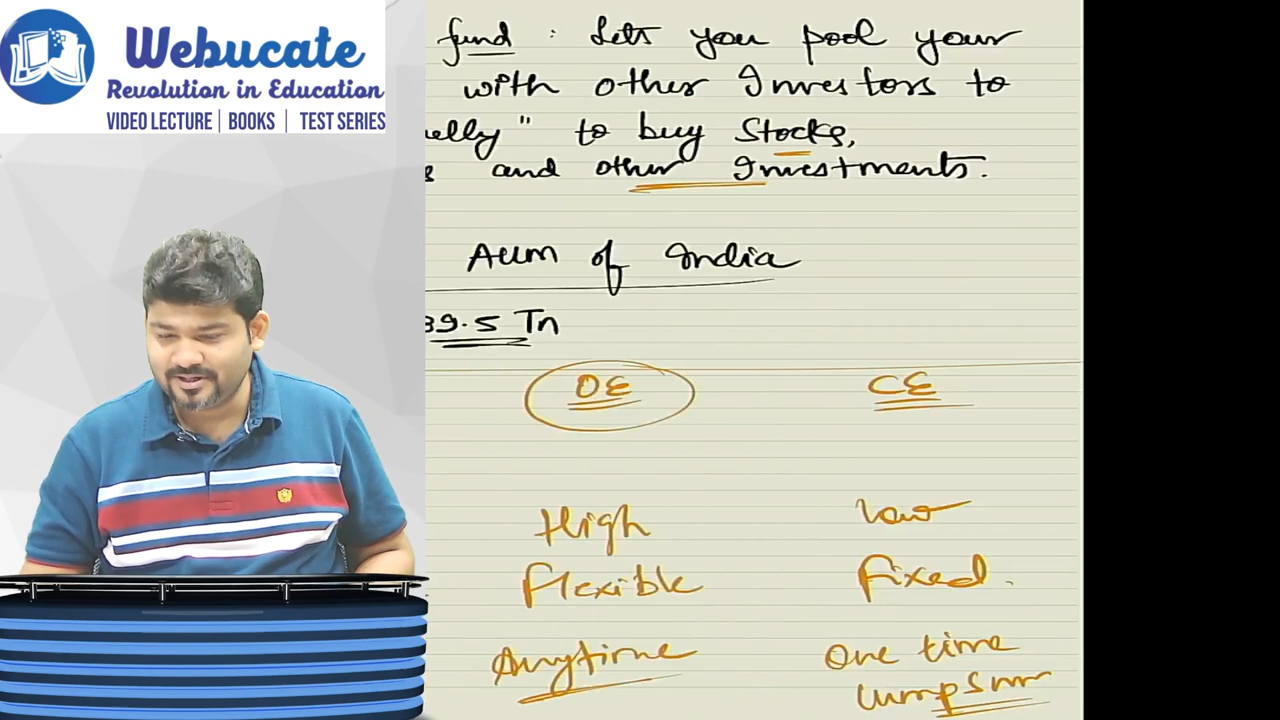 Webucate
Revolution in Education
VIDEO LECTURE | BOOKS | TEST SERIES
fund : Lets you pool your
with other Investors to
ually" to buy Stocks,
s and other Investments.
AUM of India
39.5 Tn
OE CE
High Low
Flexible Fixed.
Anytime One time
Lumpsum